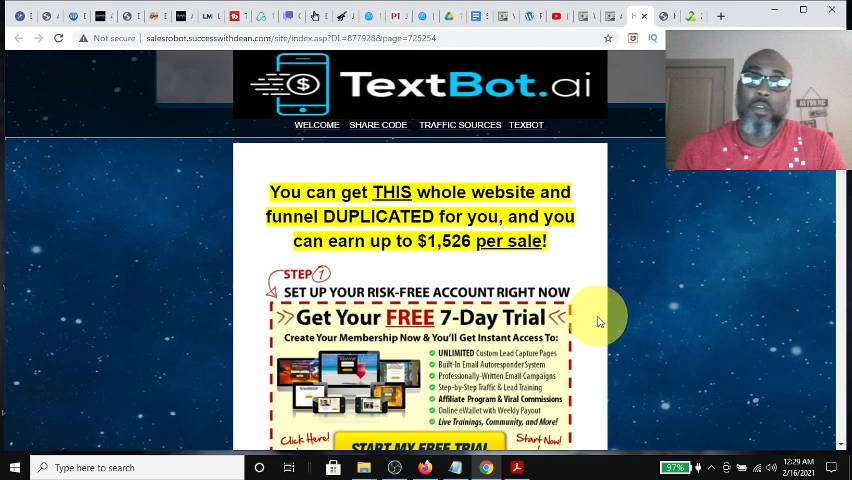 Not secure
salesrobot.successwithdean.com/site/index.asp?DL=877928&page=725254
TextBot.ai
WELCOME SHARE CODE TRAFFIC SOURCES TEXBOT
You can get THIS whole website and
funnel DUPLICATED for you, and you
can earn up to $1,526 per sale!
STEP 1
SET UP YOUR RISK-FREE ACCOUNT RIGHT NOW
Get Your FREE 7-Day Trial
Create Your Membership Now & You'll Get Instant Access To:
UNLIMITED Custom Lead Capture Pages
Built-In Email Autoresponder System
Professionally-Written Email Campaigns
Step-by-Step Traffic & Lead Training
Affiliate Program & Viral Commissions
Online eWallet with Weekly Payout
Live Trainings, Community, and More!
Click Here!
Start Now!
START MY FREE TRIAL
Type here to search
97%
12:29 AM
2/16/2021